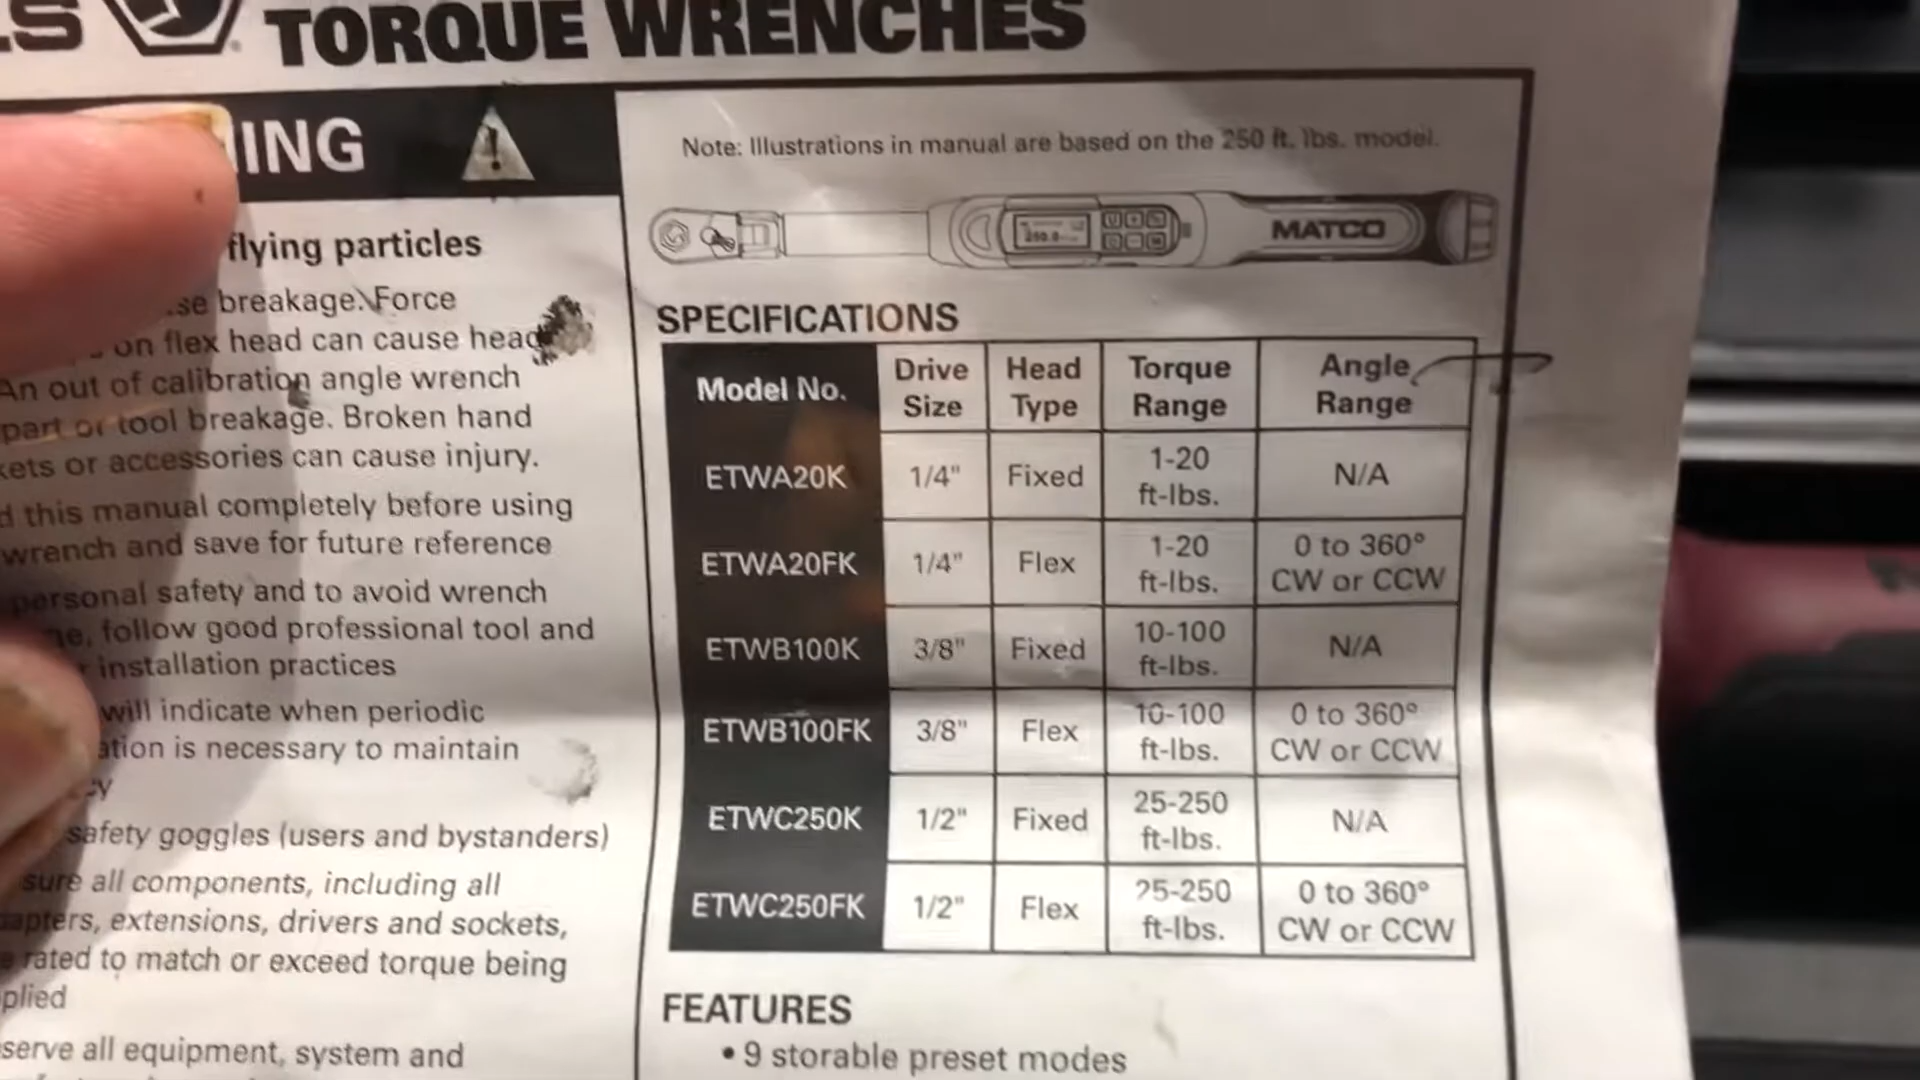 LS TORQUE WRENCHES
ING
flying particles
se breakage. Force
on flex head can cause head
An out of calibration angle wrench
part or tool breakage. Broken hand
kets or accessories can cause injury.
d this manual completely before using
wrench and save for future reference
personal safety and to avoid wrench
ge, follow good professional tool and
installation practices
will indicate when periodic
ation is necessary to maintain
cy
safety goggles (users and bystanders)
sure all components, including all
dapters, extensions, drivers and sockets,
e rated to match or exceed torque being
plied
serve all equipment, system and
Note: Illustrations in manual are based on the 250 ft. lbs. model.
250.0
MATCO
SPECIFICATIONS
Model No. Drive Size Head Type Torque Range Angle Range
ETWA20K 1/4" Fixed 1-20 ft-lbs. N/A
ETWA20FK 1/4" Flex 1-20 ft-lbs. 0 to 360° CW or CCW
ETWB100K 3/8" Fixed 10-100 ft-lbs. N/A
ETWB100FK 3/8" Flex 10-100 ft-lbs. 0 to 360° CW or CCW
ETWC250K 1/2" Fixed 25-250 ft-lbs. N/A
ETWC250FK 1/2" Flex 25-250 ft-lbs. 0 to 360° CW or CCW
FEATURES
• 9 storable preset modes